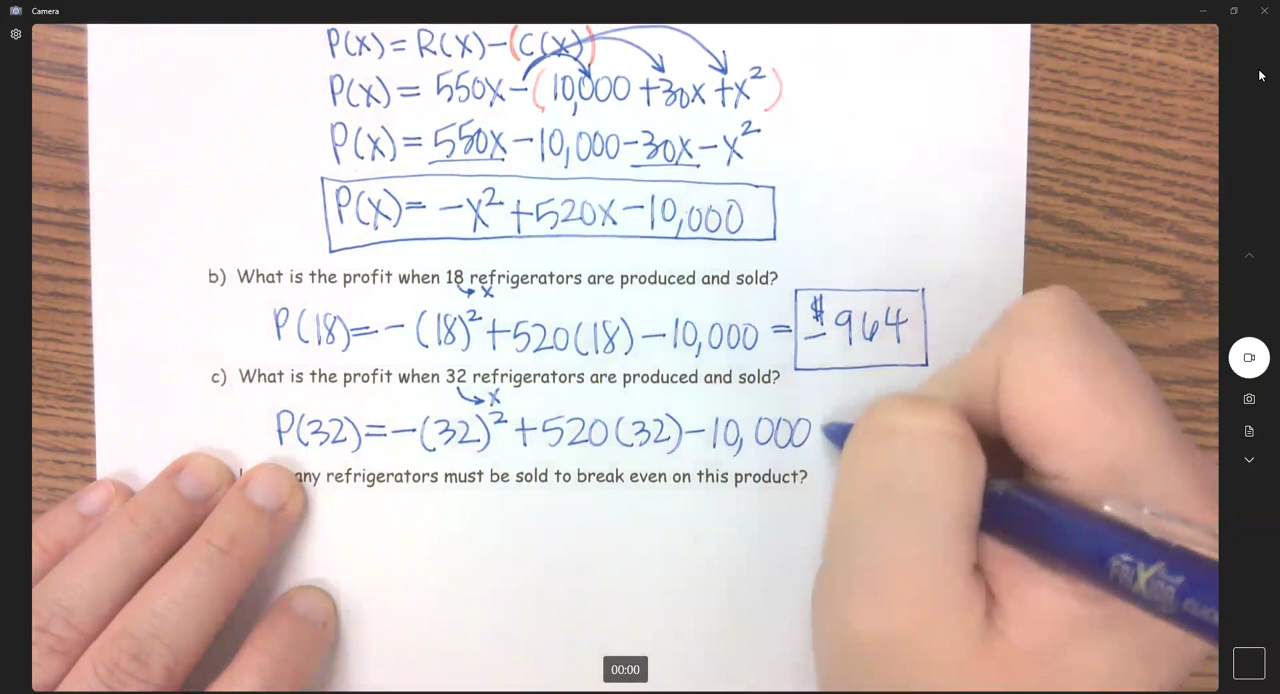 Camera
P(X) = R(X) - (C(X))
P(X) = 550X - (10,000 + 30X + X²)
P(X) = 550X - 10,000 - 30X - X²
P(X) = -X² + 520X - 10,000
b) What is the profit when 18 refrigerators are produced and sold?
X
P(18) = -(18)² + 520(18) - 10,000 = $-964
c) What is the profit when 32 refrigerators are produced and sold?
X
P(32) = -(32)² + 520(32) - 10,000
any refrigerators must be sold to break even on this product?
FRIXION CLICK
00:00